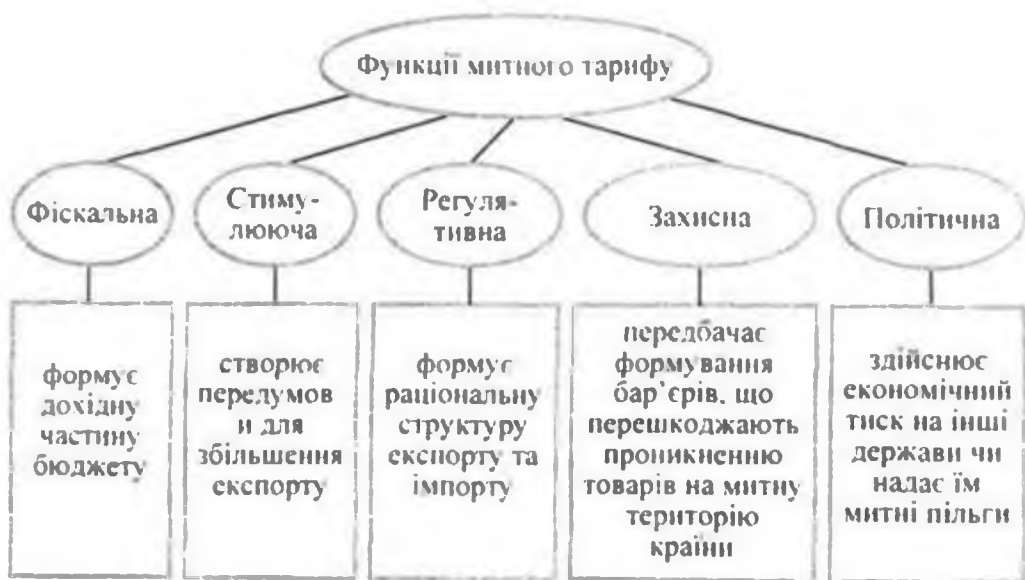 Функції митного тарифу
Фіскальна
Стиму-
лююча
Регуля-
тивна
Захисна
Політична
формує
дохідну
частину
бюджету
створює
передумов
и для
збільшення
експорту
формує
раціональну
структуру
експорту та
імпорту
передбачає
формування
бар’єрів, що
перешкоджають
проникненню
товарів на митну
територію
країни
здійснює
економічний
тиск на інші
держави чи
надає їм
митні пільги